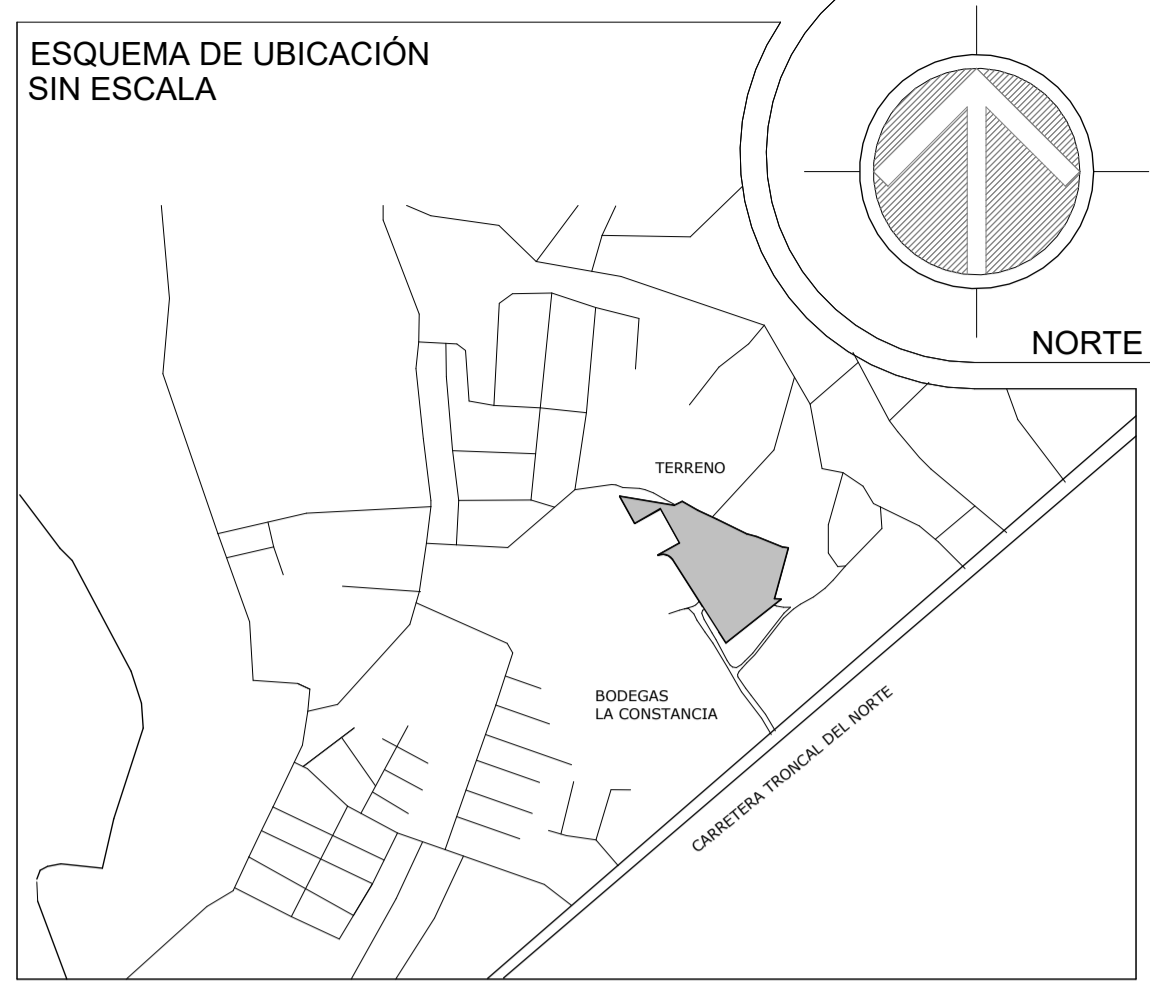 ESQUEMA DE UBICACIÓN
SIN ESCALA
NORTE
TERRENO
BODEGAS
LA CONSTANCIA
CARRETERA TRONCAL DEL NORTE